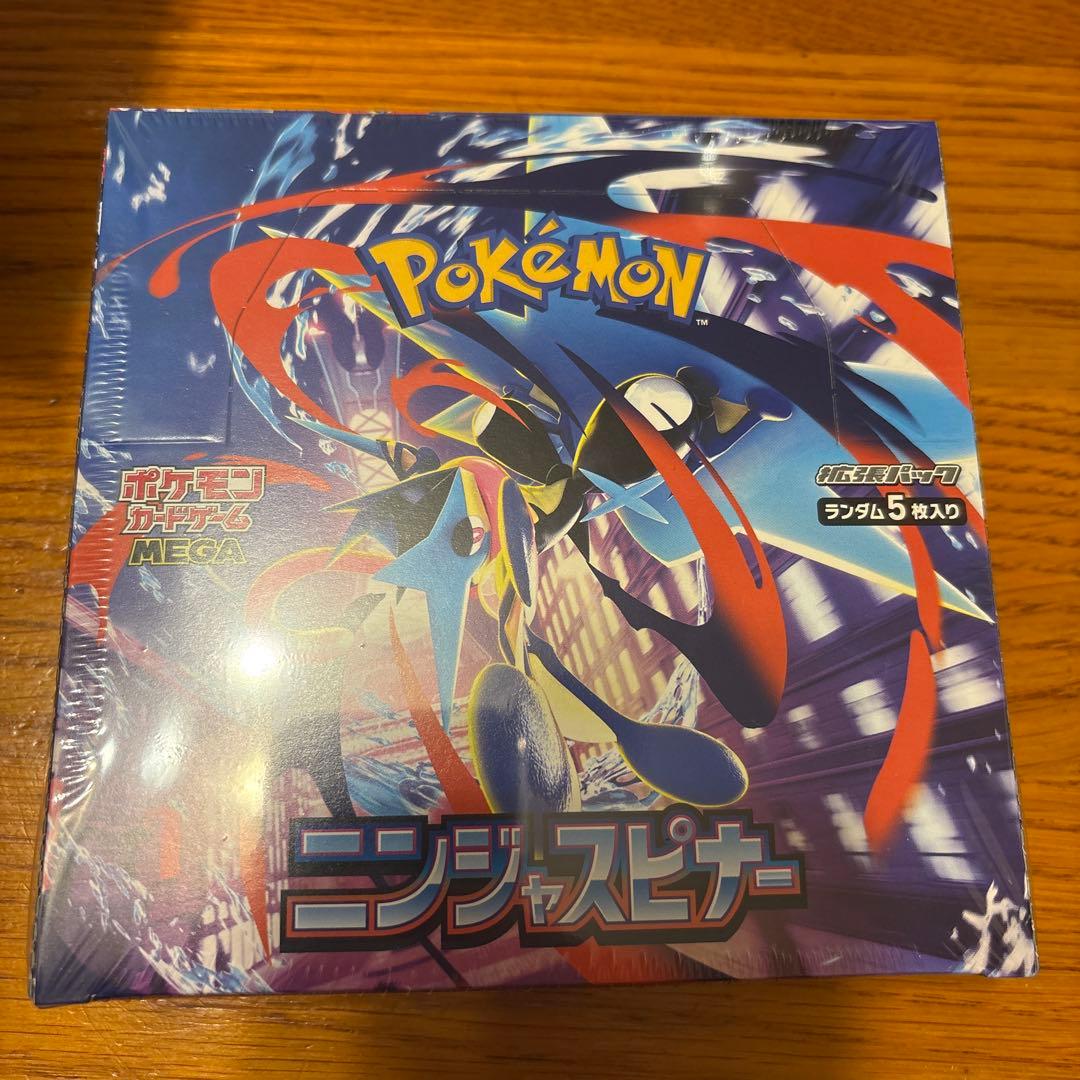 POKéMON
TM
ポケモン
カードゲーム
MEGA
拡張パック
ランダム5枚入り
ニンジャスピナー